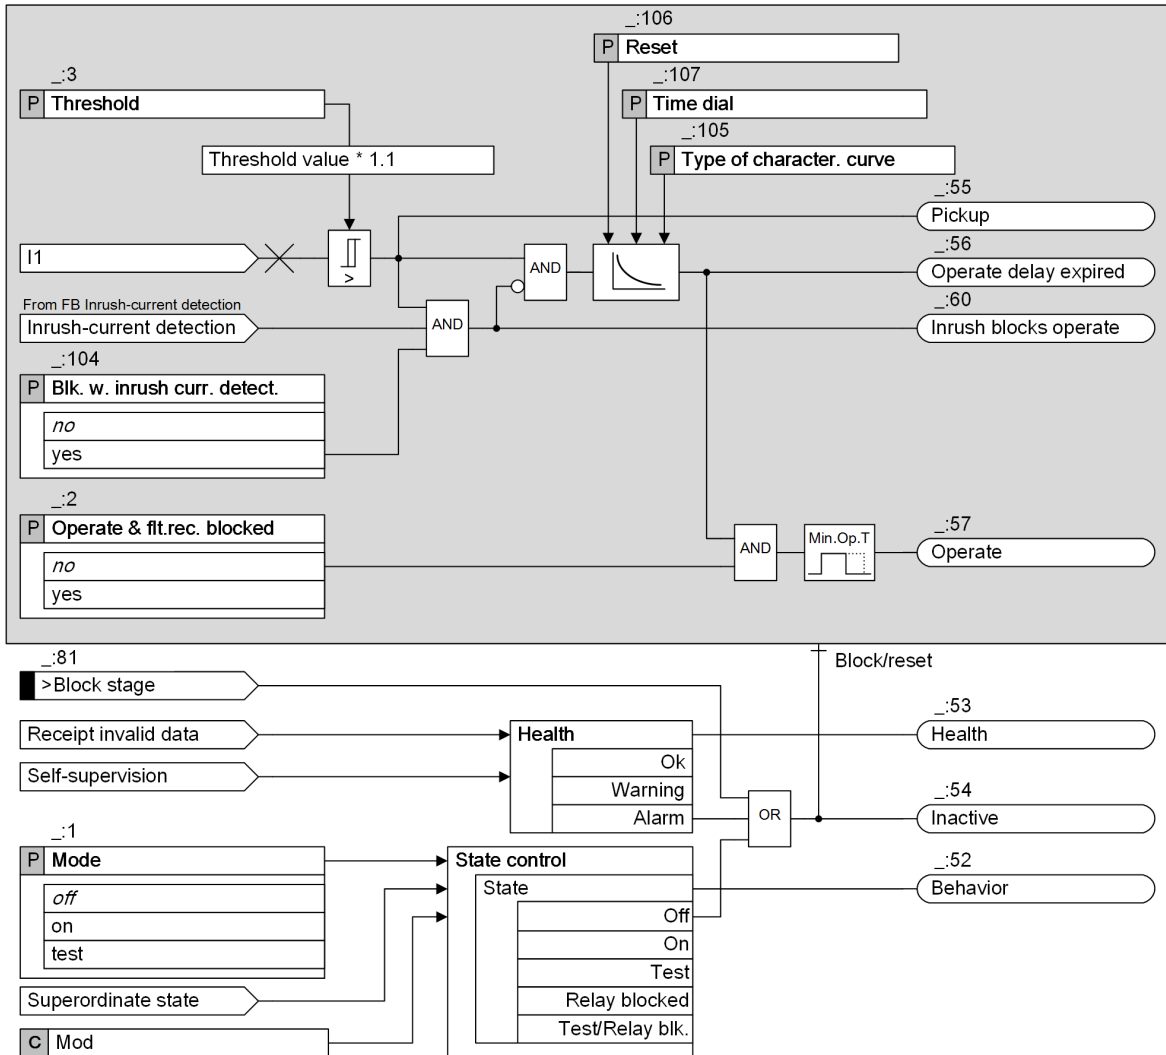 _:106
P Reset
_:3
_:107
P Threshold
P Time dial
_:105
Threshold value * 1.1
P Type of character. curve
_:55
Pickup
_:56
I1
>
AND
Operate delay expired
From FB Inrush-current detection
_:60
Inrush-current detection
AND
Inrush blocks operate
_:104
P Blk. w. inrush curr. detect.
no
yes
_:2
P Operate & flt.rec. blocked
_:57
AND
Min.Op.T
Operate
no
yes
_:81
Block/reset
>Block stage
_:53
Receipt invalid data
Health
Health
Ok
Self-supervision
Warning
_:54
Alarm
OR
Inactive
_:1
P Mode
State control
_:52
State
Behavior
off
Off
on
On
test
Test
Superordinate state
Relay blocked
Test/Relay blk.
C Mod